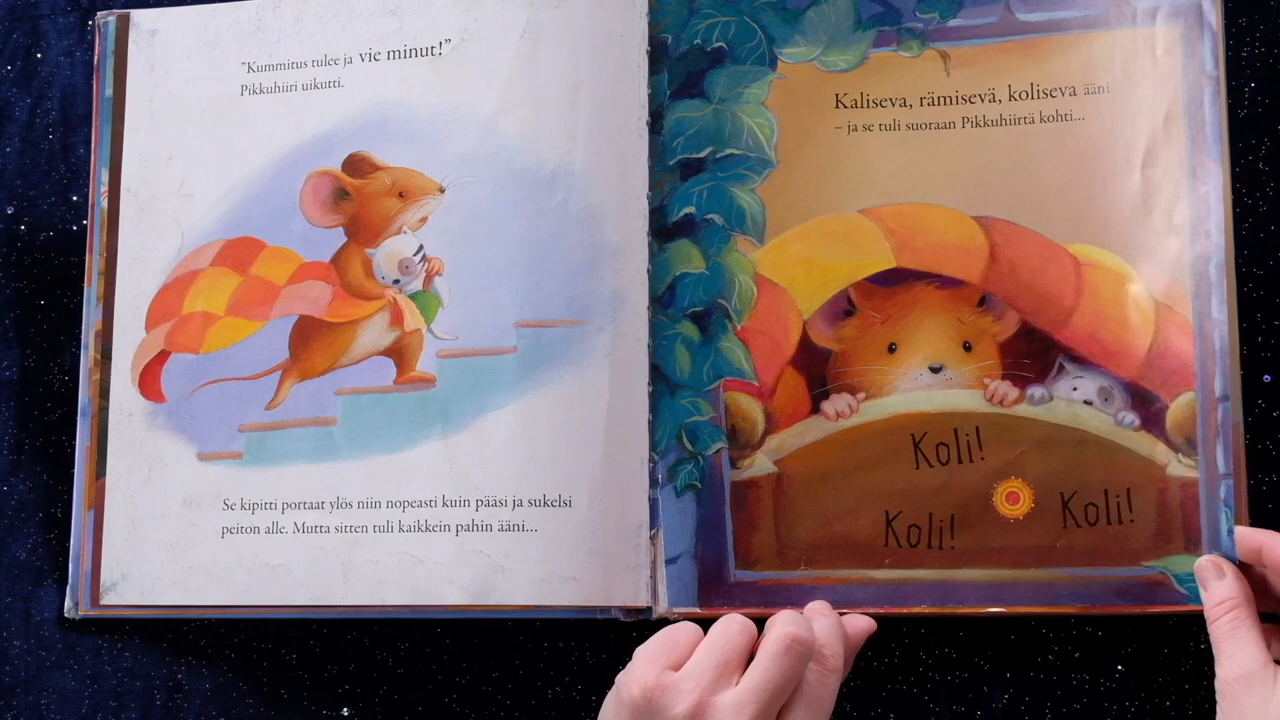 "Kummitus tulee ja vie minut!"
Pikkuhiiri uikutti.
Se kipitti portaat ylös niin nopeasti kuin pääsi ja sukelsi
peiton alle. Mutta sitten tuli kaikkein pahin ääni...
Kaliseva, rämisevä, koliseva ääni
– ja se tuli suoraan Pikkuhiirtä kohti...
Koli!
Koli!
Koli!